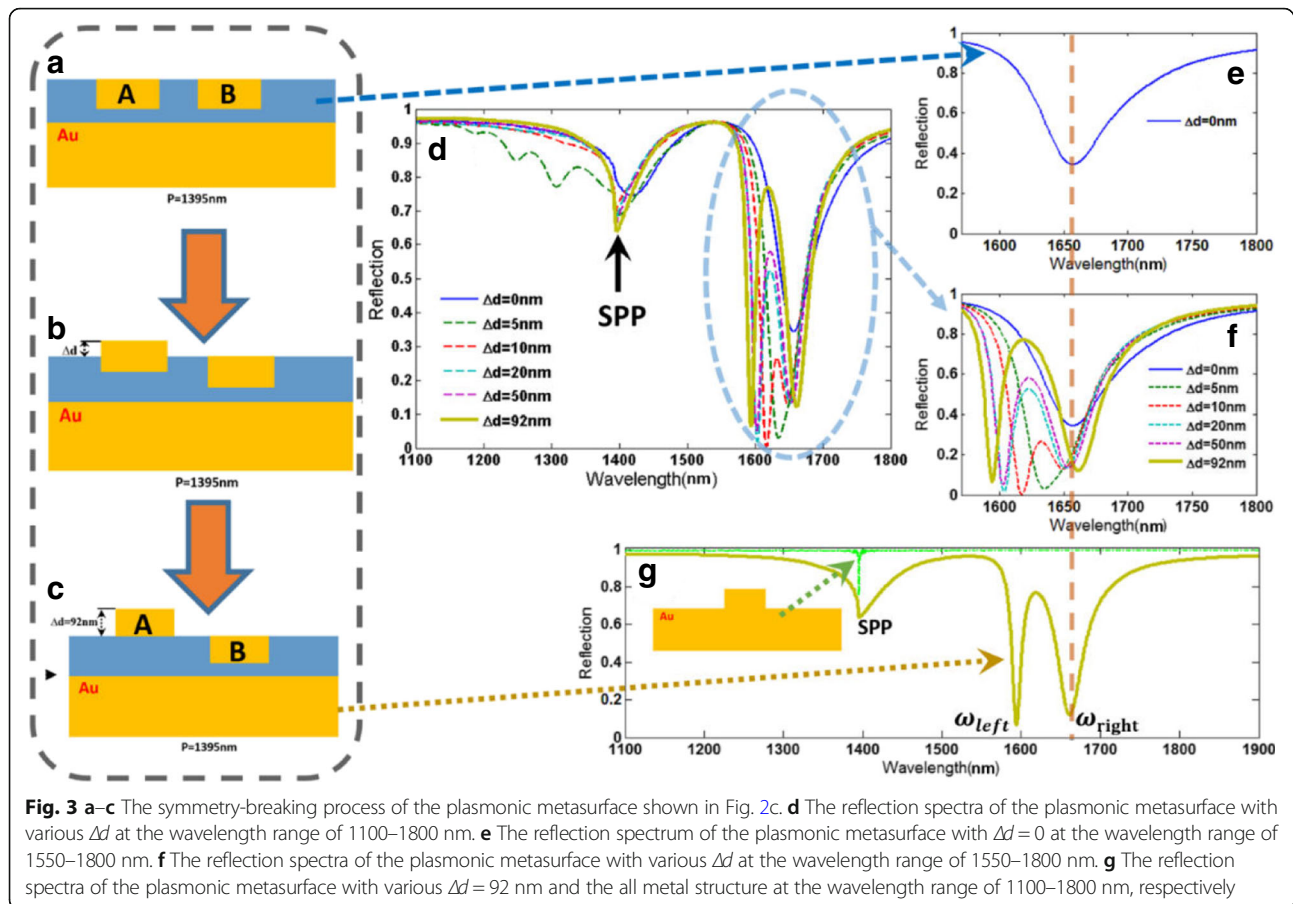 a
A
B
Au
P=1395nm
b
Δd
Au
P=1395nm
c
Δd=92nm
A
B
Au
P=1395nm
d
Reflection
1
0.9
0.8
0.7
0.6
0.5
0.4
0.3
0.2
0.1
0
SPP
Δd=0nm
Δd=5nm
Δd=10nm
Δd=20nm
Δd=50nm
Δd=92nm
1100 1200 1300 1400 1500 1600 1700 1800
Wavelength(nm)
e
Reflection
1
0.8
0.6
0.4
0.2
0
Δd=0nm
1600 1650 1700 1750 1800
Wavelength(nm)
f
Reflection
1
0.8
0.6
0.4
0.2
0
Δd=0nm
Δd=5nm
Δd=10nm
Δd=20nm
Δd=50nm
Δd=92nm
1600 1650 1700 1750 1800
Wavelength(nm)
g
Reflection
1
0.8
0.6
0.4
0.2
0
Au
SPP
ωleft
ωright
1100 1200 1300 1400 1500 1600 1700 1800 1900
Wavelength(nm)
Fig. 3 a–c The symmetry-breaking process of the plasmonic metasurface shown in Fig. 2c. d The reflection spectra of the plasmonic metasurface with
various Δd at the wavelength range of 1100–1800 nm. e The reflection spectrum of the plasmonic metasurface with Δd = 0 at the wavelength range of
1550–1800 nm. f The reflection spectra of the plasmonic metasurface with various Δd at the wavelength range of 1550–1800 nm. g The reflection
spectra of the plasmonic metasurface with various Δd = 92 nm and the all metal structure at the wavelength range of 1100–1800 nm, respectively